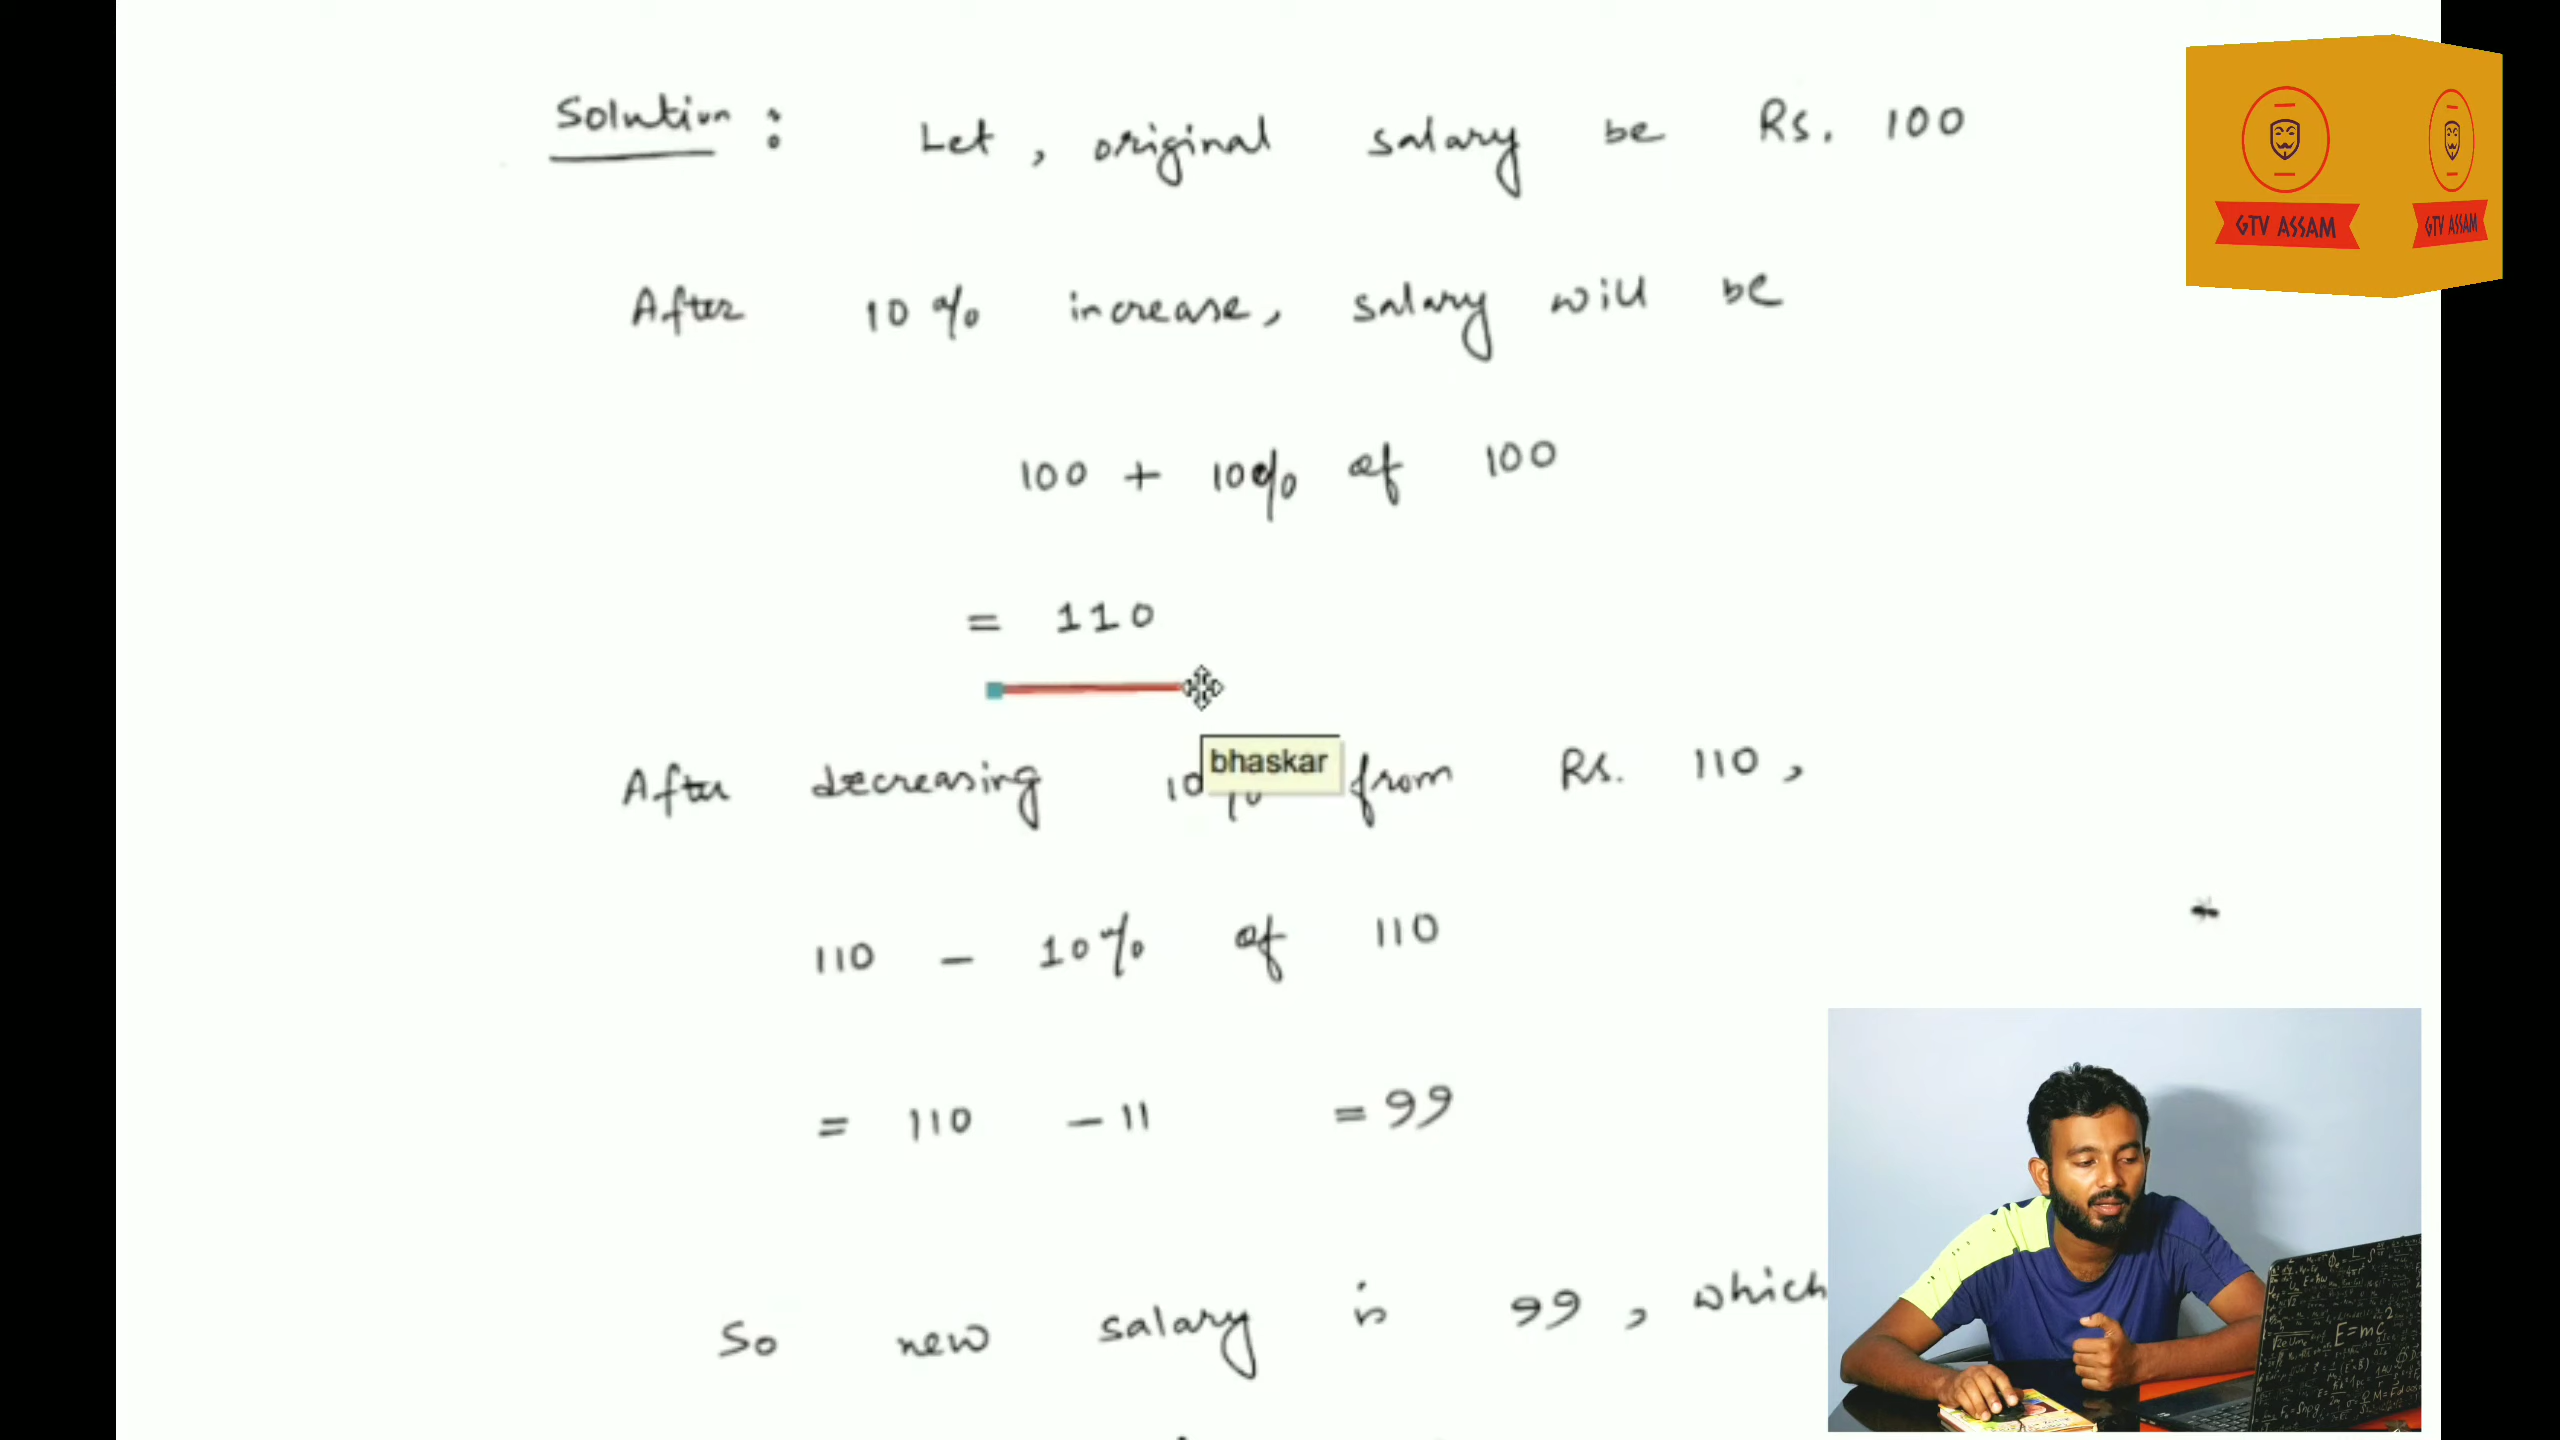 Solution : Let, original salary be Rs. 100
After 10% increase, salary will be
100 + 10% of 100
= 110
After decreasing from Rs. 110,
bhaskar
110 - 10% of 110
= 110 - 11 = 99
So new salary is 99, which
GTV ASSAM
GTV ASSAM
E=mc²